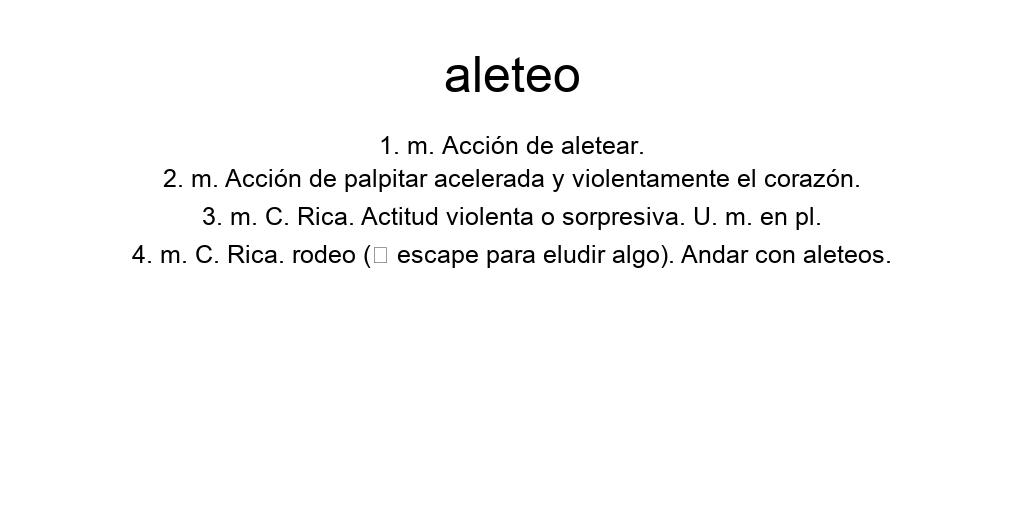 aleteo
1. m. Acción de aletear.
2. m. Acción de palpitar acelerada y violentamente el corazón.
3. m. C. Rica. Actitud violenta o sorpresiva. U. m. en pl.
4. m. C. Rica. rodeo (□ escape para eludir algo). Andar con aleteos.